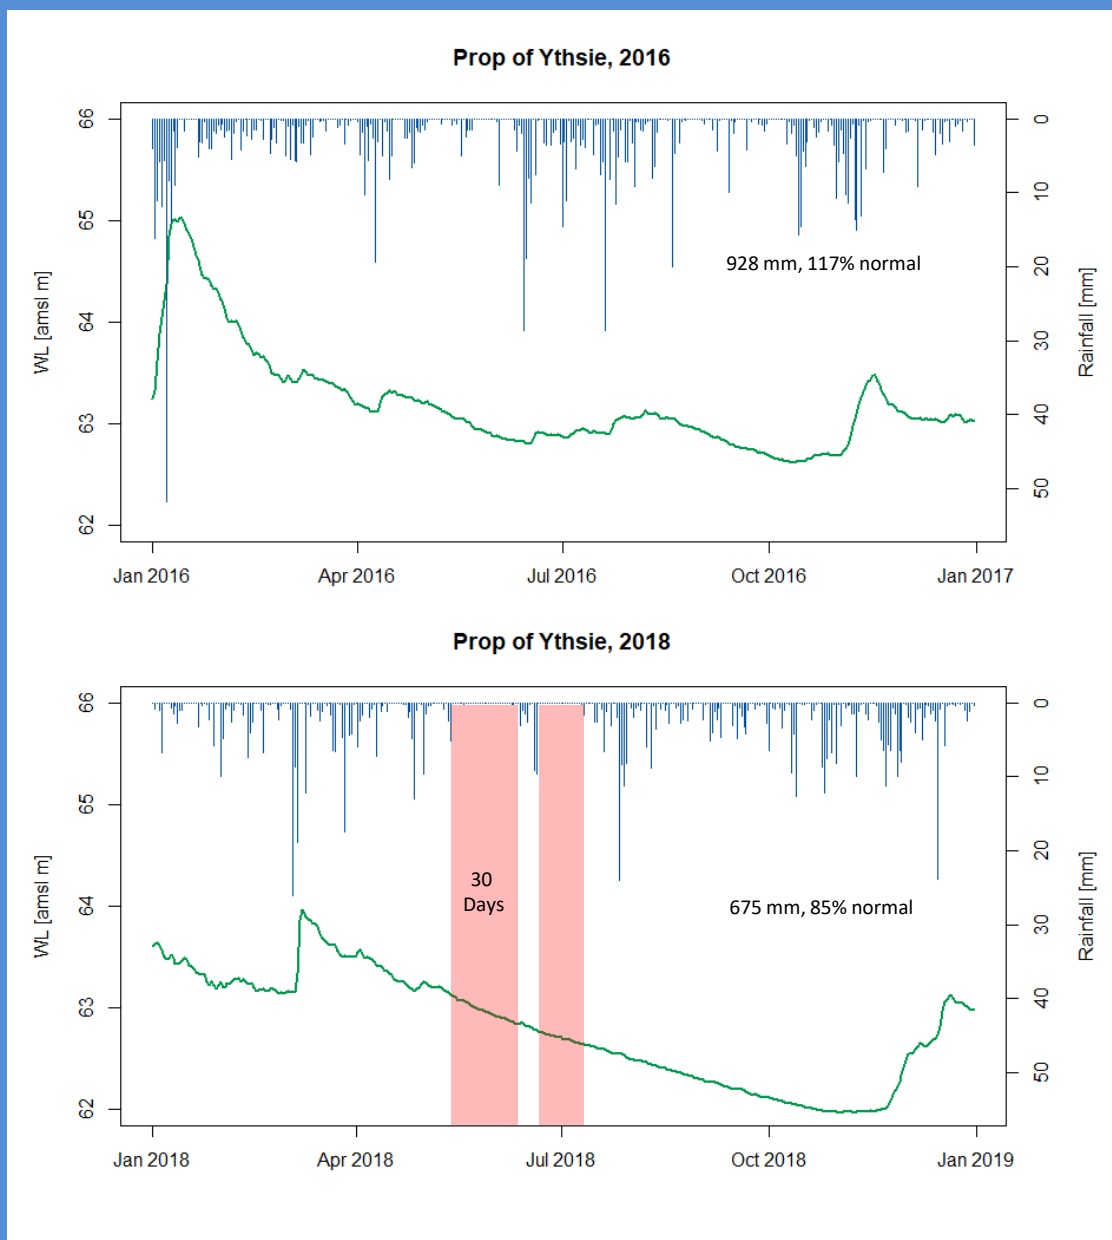 Prop of Ythsie, 2016
66
65
64
63
62
WL [amsl m]
0
10
20
30
40
50
Rainfall [mm]
928 mm, 117% normal
Jan 2016
Apr 2016
Jul 2016
Oct 2016
Jan 2017
Prop of Ythsie, 2018
66
65
64
63
62
WL [amsl m]
0
10
20
30
40
50
Rainfall [mm]
30
Days
675 mm, 85% normal
Jan 2018
Apr 2018
Jul 2018
Oct 2018
Jan 2019